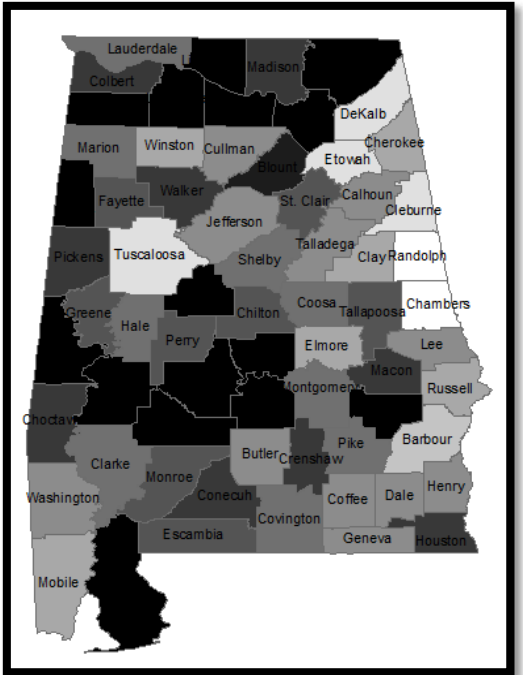 Lauderdale
Madison
Colbert
DeKalb
Marion
Winston
Cullman
Cherokee
Blount
Etowah
Walker
Fayette
St. Clair
Calhoun
Cleburne
Jefferson
Talladega
Pickens
Tuscaloosa
Shelby
Clay
Randolph
Greene
Hale
Chilton
Coosa
Tallapoosa
Chambers
Perry
Elmore
Lee
Macon
Montgomer
Russell
Choctaw
Barbour
Clarke
Butler
Crenshaw
Pike
Monroe
Washington
Conecuh
Coffee
Dale
Henry
Covington
Escambia
Geneva
Houston
Mobile